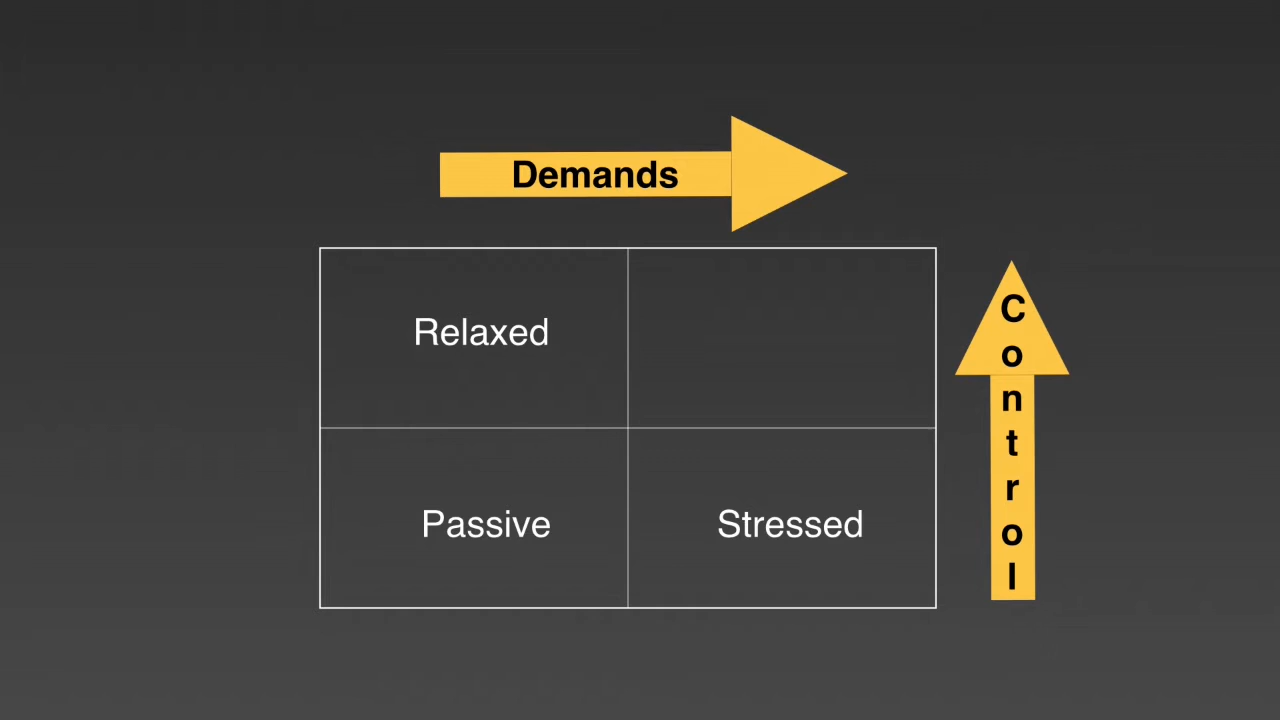 Demands
Relaxed
Control
Passive
Stressed